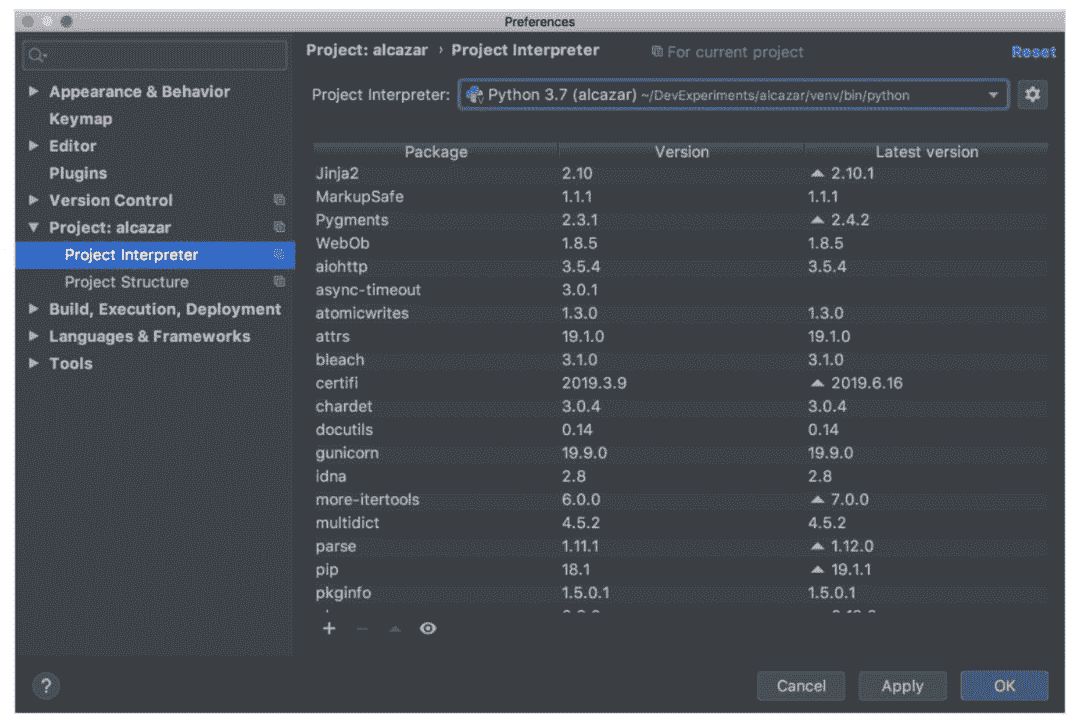 Preferences
Project: alcazar › Project Interpreter For current project Reset
Project Interpreter: Python 3.7 (alcazar) ~/DevExperiments/alcazar/venv/bin/python
Appearance & Behavior
Keymap
Editor
Plugins
Version Control
Project: alcazar
Project Interpreter
Project Structure
Build, Execution, Deployment
Languages & Frameworks
Tools
Package Version Latest version
Jinja2 2.10 2.10.1
MarkupSafe 1.1.1 1.1.1
Pygments 2.3.1 2.4.2
WebOb 1.8.5 1.8.5
aiohttp 3.5.4 3.5.4
async-timeout 3.0.1
atomicwrites 1.3.0 1.3.0
attrs 19.1.0 19.1.0
bleach 3.1.0 3.1.0
certifi 2019.3.9 2019.6.16
chardet 3.0.4 3.0.4
docutils 0.14 0.14
gunicorn 19.9.0 19.9.0
idna 2.8 2.8
more-itertools 6.0.0 7.0.0
multidict 4.5.2 4.5.2
parse 1.11.1 1.12.0
pip 18.1 19.1.1
pkginfo 1.5.0.1 1.5.0.1
? Cancel Apply OK